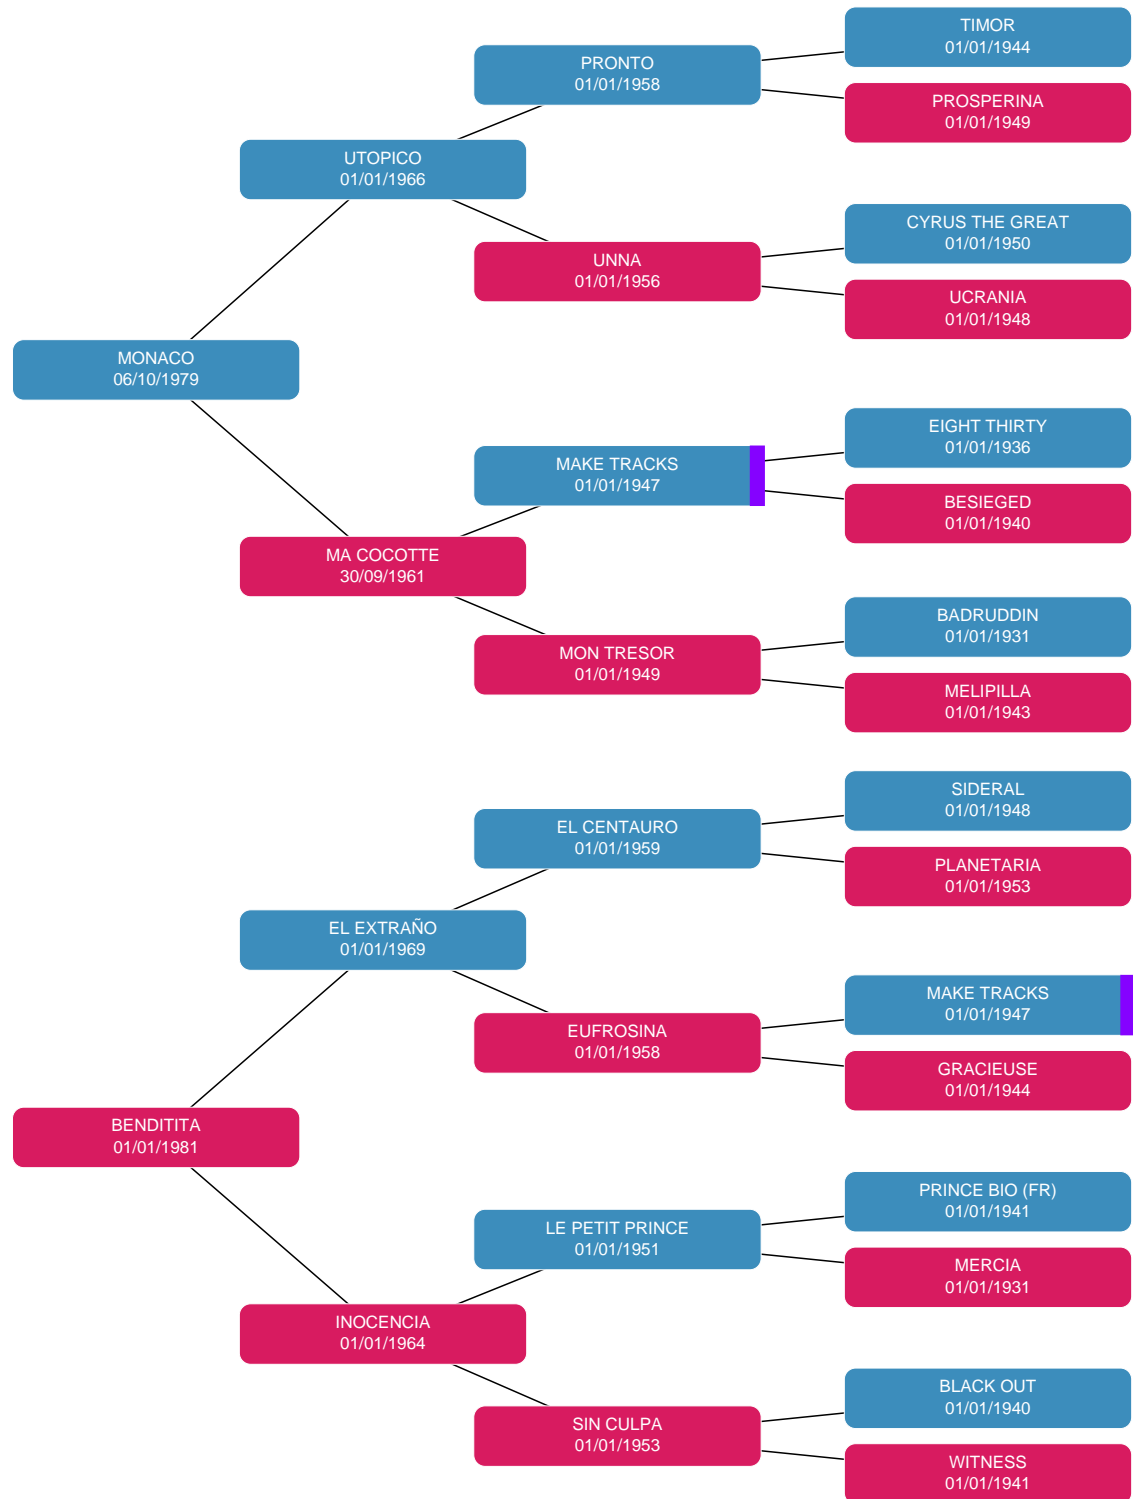 TIMOR
01/01/1944
PRONTO
01/01/1958
PROSPERINA
01/01/1949
UTOPICO
01/01/1966
CYRUS THE GREAT
01/01/1950
UNNA
01/01/1956
UCRANIA
01/01/1948
MONACO
06/10/1979
EIGHT THIRTY
01/01/1936
MAKE TRACKS
01/01/1947
BESIEGED
01/01/1940
MA COCOTTE
30/09/1961
BADRUDDIN
01/01/1931
MON TRESOR
01/01/1949
MELIPILLA
01/01/1943
SIDERAL
01/01/1948
EL CENTAURO
01/01/1959
PLANETARIA
01/01/1953
EL EXTRAÑO
01/01/1969
MAKE TRACKS
01/01/1947
EUFROSINA
01/01/1958
GRACIEUSE
01/01/1944
BENDITITA
01/01/1981
PRINCE BIO (FR)
01/01/1941
LE PETIT PRINCE
01/01/1951
MERCIA
01/01/1931
INOCENCIA
01/01/1964
BLACK OUT
01/01/1940
SIN CULPA
01/01/1953
WITNESS
01/01/1941